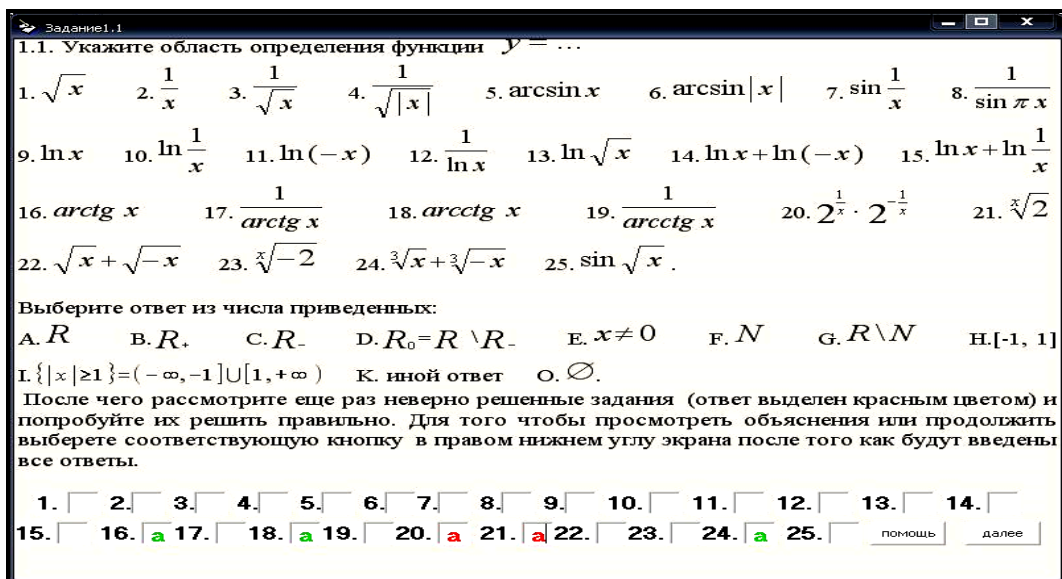 Задание1.1
1.1. Укажите область определения функции y = ...
1. √x 2. 1/x 3. 1/√x 4. 1/√|x| 5. arcsin x 6. arcsin|x| 7. sin 1/x 8. 1/sin π x
9. ln x 10. ln 1/x 11. ln (−x) 12. 1/ln x 13. ln √x 14. ln x + ln (−x) 15. ln x + ln 1/x
16. arctg x 17. 1/arctg x 18. arcctg x 19. 1/arcctg x 20. 2^(1/x) · 2^(−1/x) 21. ˣ√2
22. √x + √−x 23. ˣ√−2 24. ³√x + ³√−x 25. sin √x .
Выберите ответ из числа приведенных:
A. R B. R₊ C. R₋ D. R₀= R \R₋ E. x≠0 F. N G. R\N H.[-1, 1]
I. {|x|≥1}=(−∞,−1]∪[1,+∞) К. иной ответ O. ∅.
После чего рассмотрите еще раз неверно решенные задания (ответ выделен красным цветом) и
попробуйте их решить правильно. Для того чтобы просмотреть объяснения или продолжить
выберете соответствующую кнопку в правом нижнем углу экрана после того как будут введены
все ответы.
1. 2. 3. 4. 5. 6. 7. 8. 9. 10. 11. 12. 13. 14.
15. 16. а 17. 18. а 19. 20. а 21. а 22. 23. 24. а 25. помощь далее